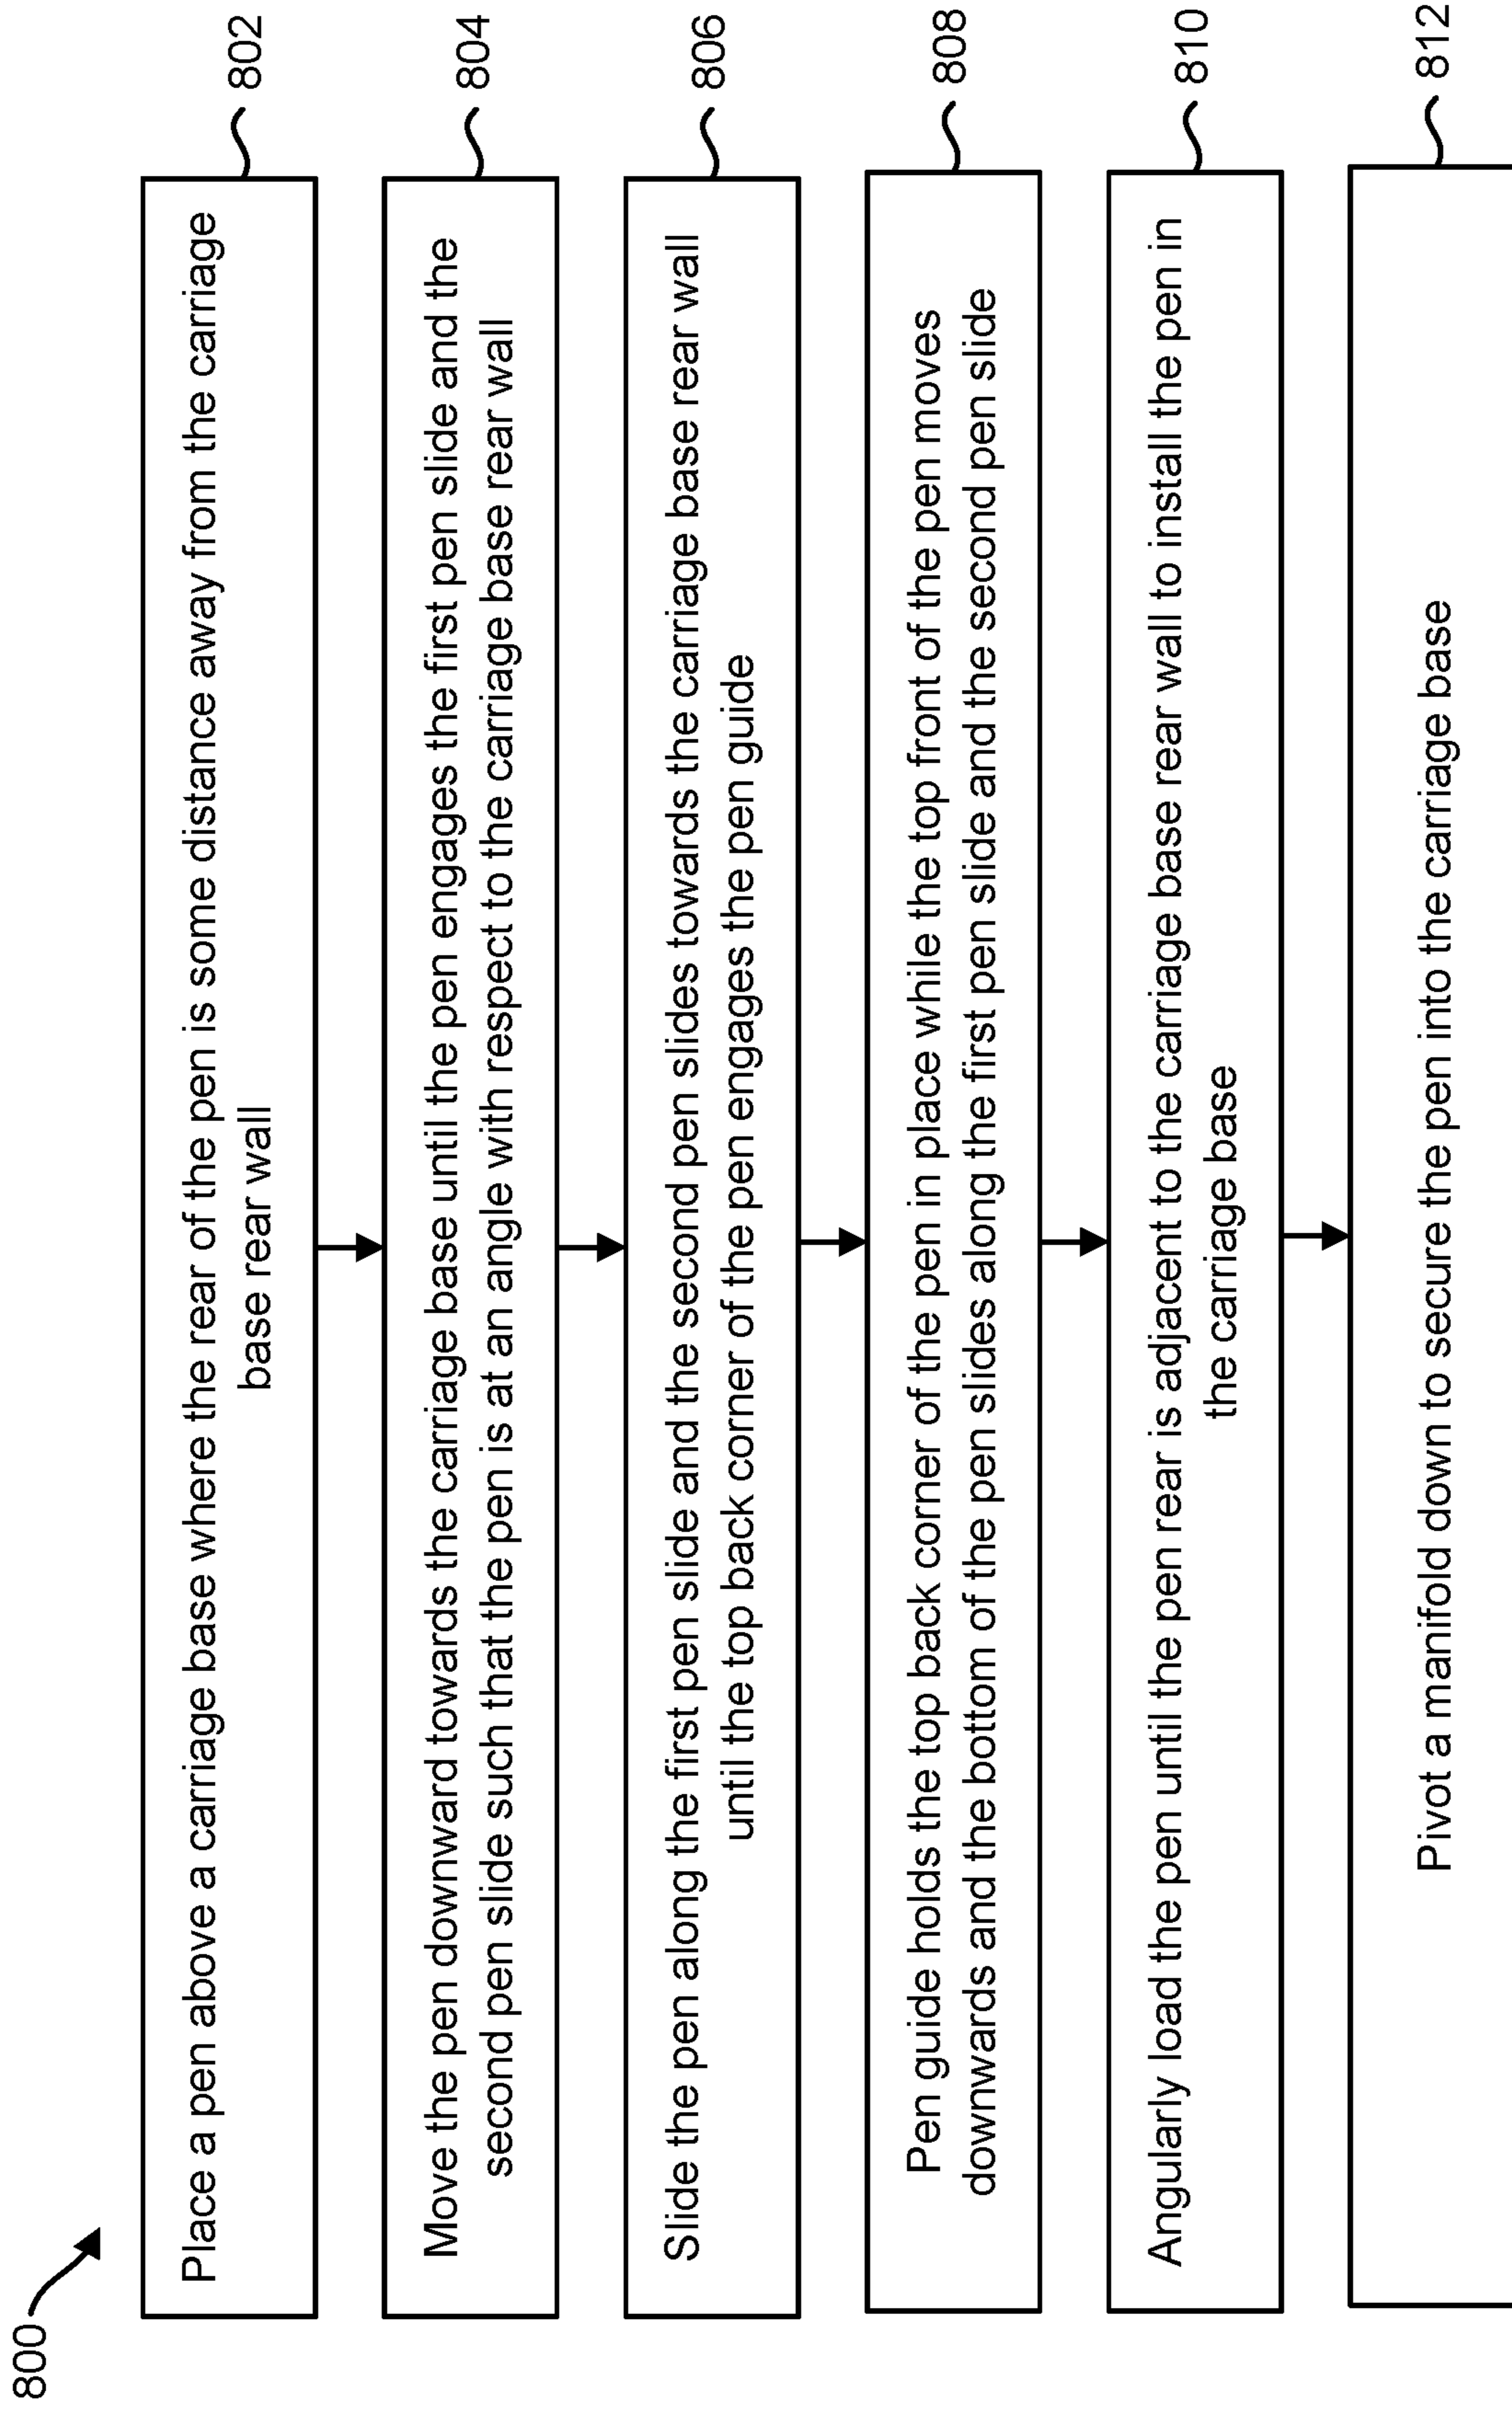 800
Place a pen above a carriage base where the rear of the pen is some distance away from the carriage
base rear wall
802
Move the pen downward towards the carriage base until the pen engages the first pen slide and the
second pen slide such that the pen is at an angle with respect to the carriage base rear wall
804
Slide the pen along the first pen slide and the second pen slides towards the carriage base rear wall
until the top back corner of the pen engages the pen guide
806
Pen guide holds the top back corner of the pen in place while the top front of the pen moves
downwards and the bottom of the pen slides along the first pen slide and the second pen slide
808
Angularly load the pen until the pen rear is adjacent to the carriage base rear wall to install the pen in
the carriage base
810
Pivot a manifold down to secure the pen into the carriage base
812